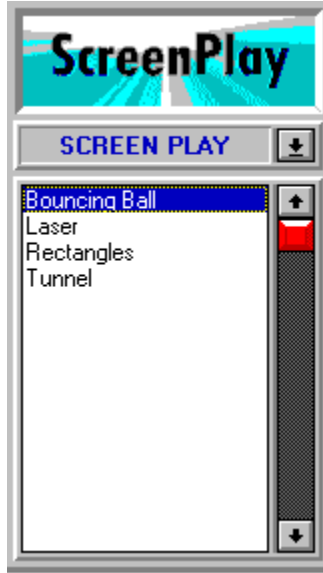 ScreenPlay
SCREEN PLAY
Bouncing Ball
Laser
Rectangles
Tunnel